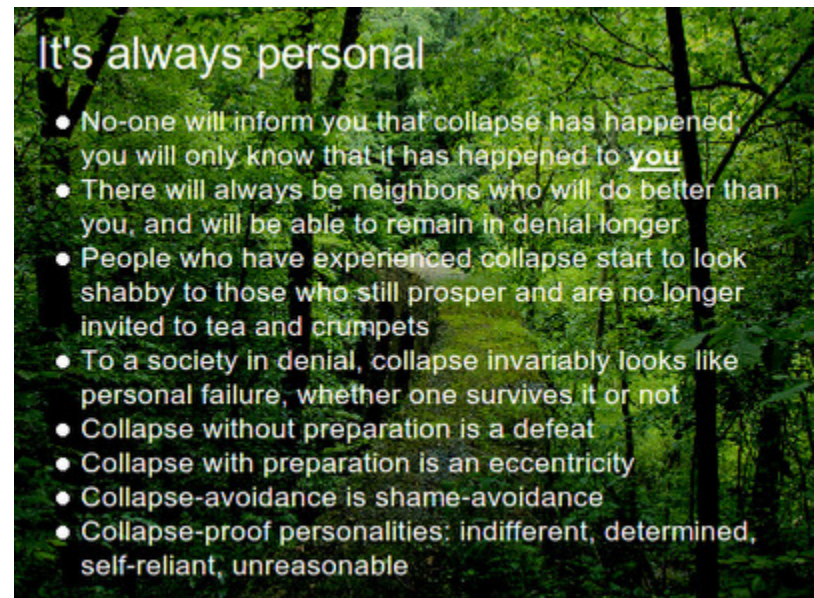 It's always personal
● No-one will inform you that collapse has happened;
you will only know that it has happened to you
● There will always be neighbors who will do better than
you, and will be able to remain in denial longer
● People who have experienced collapse start to look
shabby to those who still prosper and are no longer
invited to tea and crumpets
● To a society in denial, collapse invariably looks like
personal failure, whether one survives it or not
● Collapse without preparation is a defeat
● Collapse with preparation is an eccentricity
● Collapse-avoidance is shame-avoidance
● Collapse-proof personalities: indifferent, determined,
self-reliant, unreasonable